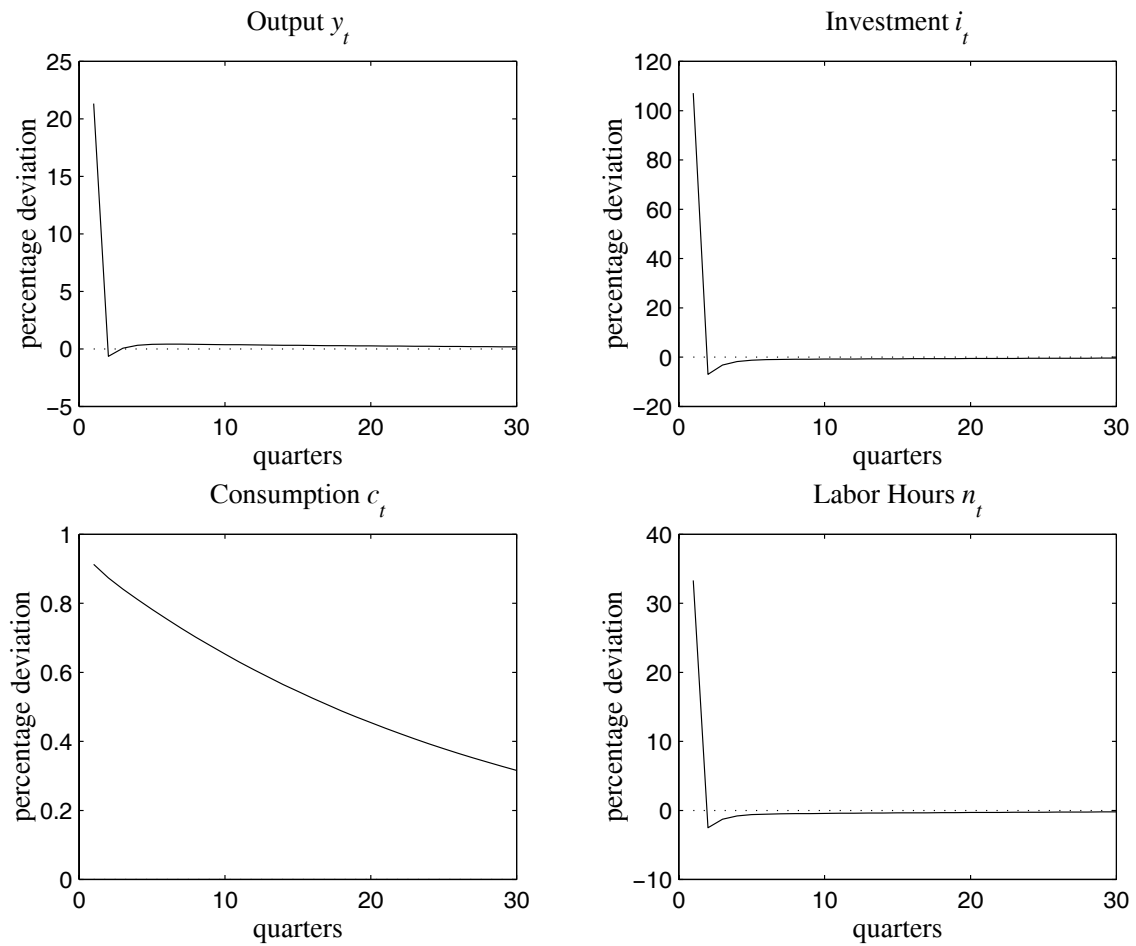 Output y_t
percentage deviation
25
20
15
10
5
0
−5
0 10 20 30
quarters
Investment i_t
percentage deviation
120
100
80
60
40
20
0
−20
0 10 20 30
quarters
Consumption c_t
percentage deviation
1
0.8
0.6
0.4
0.2
0
0 10 20 30
quarters
Labor Hours n_t
percentage deviation
40
30
20
10
0
−10
0 10 20 30
quarters